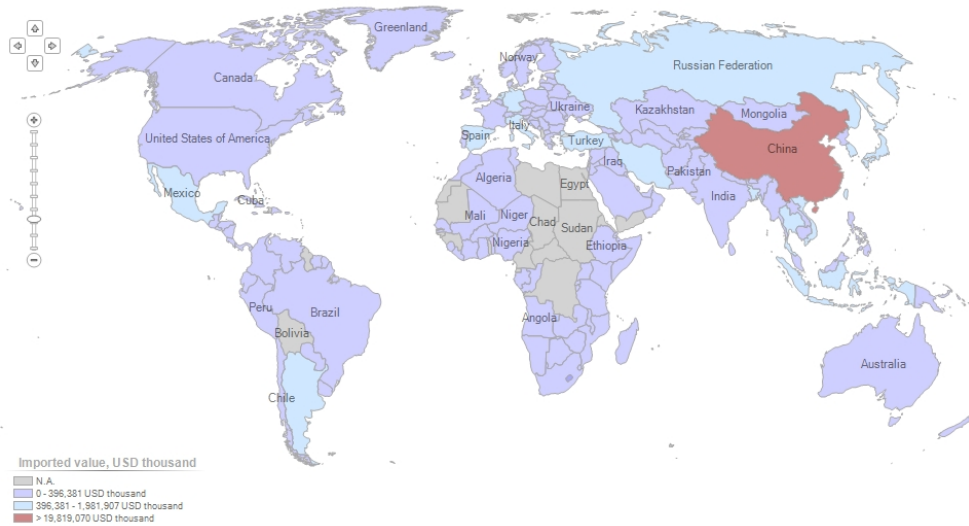 Greenland
Norway
Russian Federation
Canada
Ukraine
Kazakhstan
Mongolia
United States of America
Spain
Italy
Turkey
China
Iraq
Pakistan
Algeria
Egypt
Mexico
Cuba
India
Mali
Niger
Chad
Sudan
Nigeria
Ethiopia
Peru
Brazil
Angola
Bolivia
Australia
Chile
Imported value, USD thousand
N.A.
0 - 396,381 USD thousand
396,381 - 1,981,907 USD thousand
> 19,819,070 USD thousand